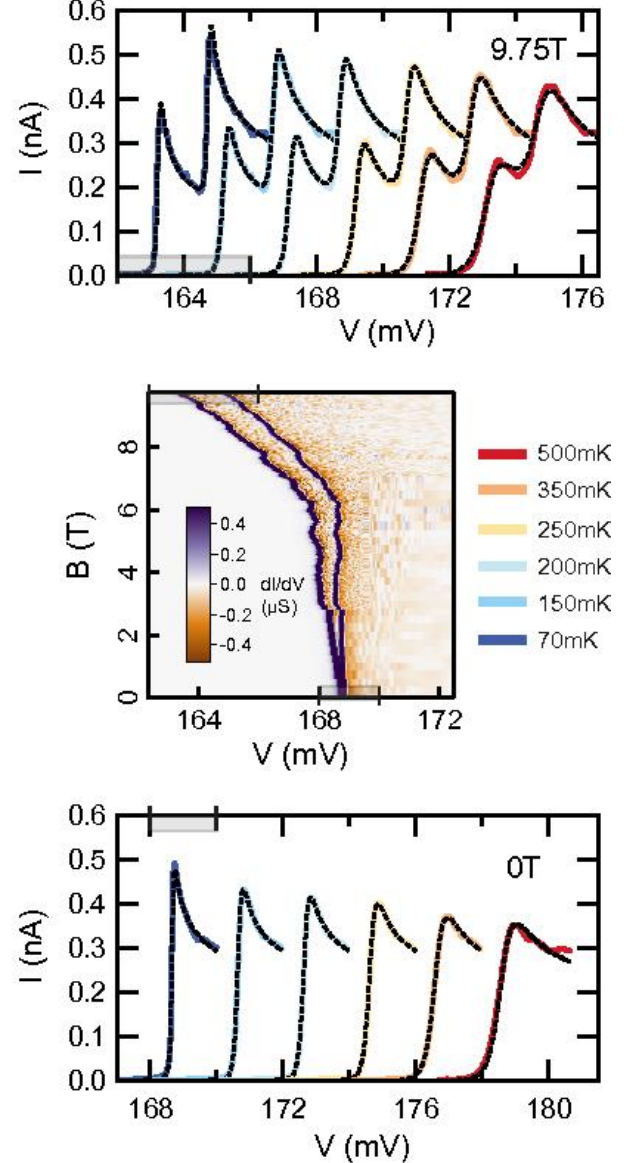 0.6
0.5
0.4
0.3
0.2
0.1
0.0
I (nA)
9.75T
164 168 172 176
V (mV)
8
6
4
2
0
B (T)
0.4
0.2
0.0
-0.2
-0.4
dI/dV
(µS)
164 168 172
V (mV)
500mK
350mK
250mK
200mK
150mK
70mK
0.6
0.5
0.4
0.3
0.2
0.1
0.0
I (nA)
0T
168 172 176 180
V (mV)